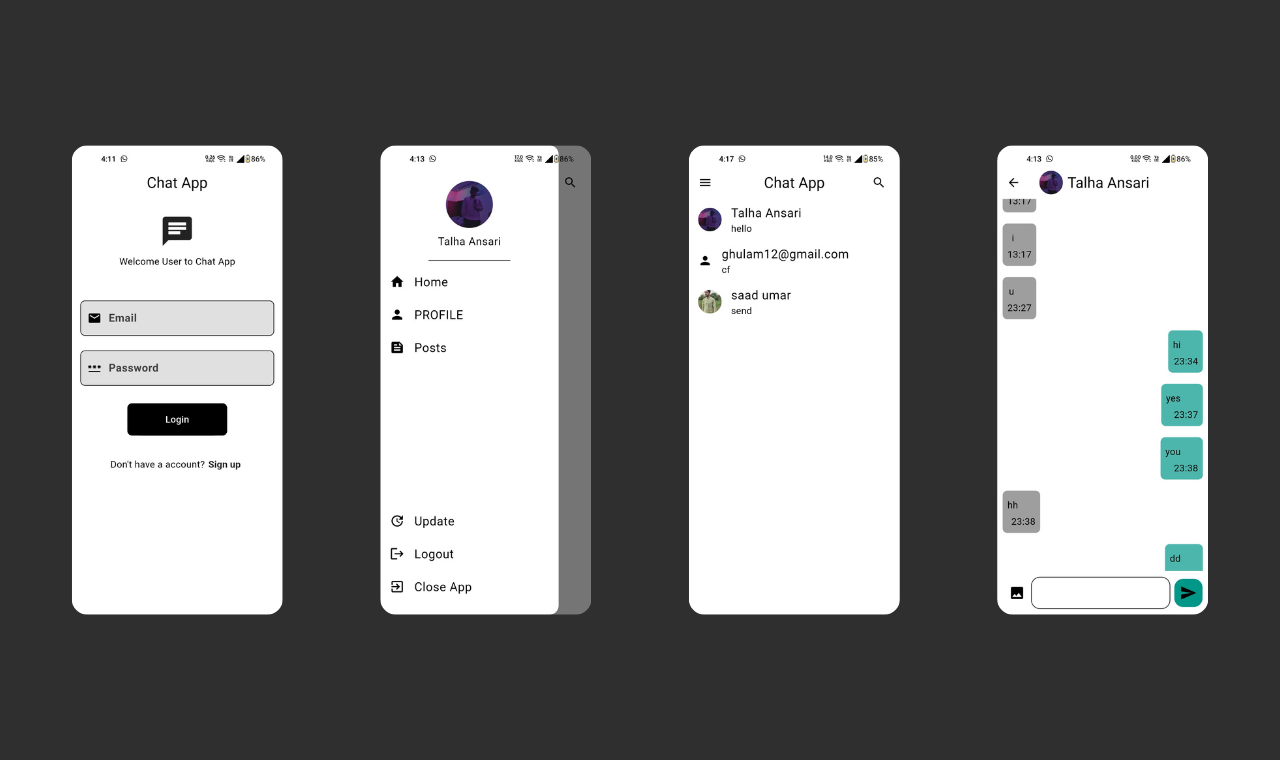 4:11
86%
Chat App
Welcome User to Chat App
Email
Password
Login
Don't have a account? Sign up
4:13
86%
Talha Ansari
Home
PROFILE
Posts
Update
Logout
Close App
4:17
85%
Chat App
Talha Ansari
hello
ghulam12@gmail.com
cf
saad umar
send
4:13
86%
Talha Ansari
13:17
i
13:17
u
23:27
hi
23:34
yes
23:37
you
23:38
hh
23:38
dd